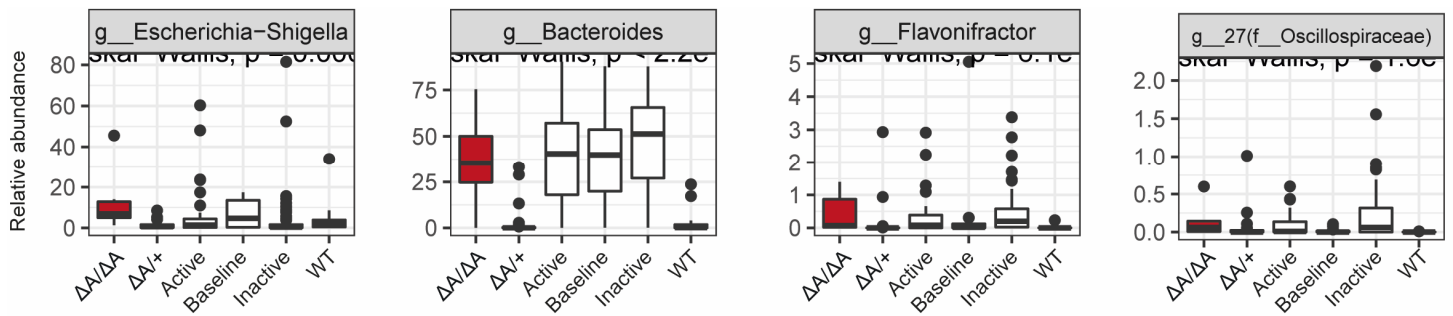 g__Escherichia−Shigella
g__Bacteroides
g__Flavonifractor
g__27(f__Oscillospiraceae)
Relative abundance
80
60
40
20
0
75
50
25
0
5
4
3
2
1
0
2.0
1.5
1.0
0.5
0.0
ΔA/ΔA
ΔA/+
Active
Baseline
Inactive
WT
ΔA/ΔA
ΔA/+
Active
Baseline
Inactive
WT
ΔA/ΔA
ΔA/+
Active
Baseline
Inactive
WT
ΔA/ΔA
ΔA/+
Active
Baseline
Inactive
WT